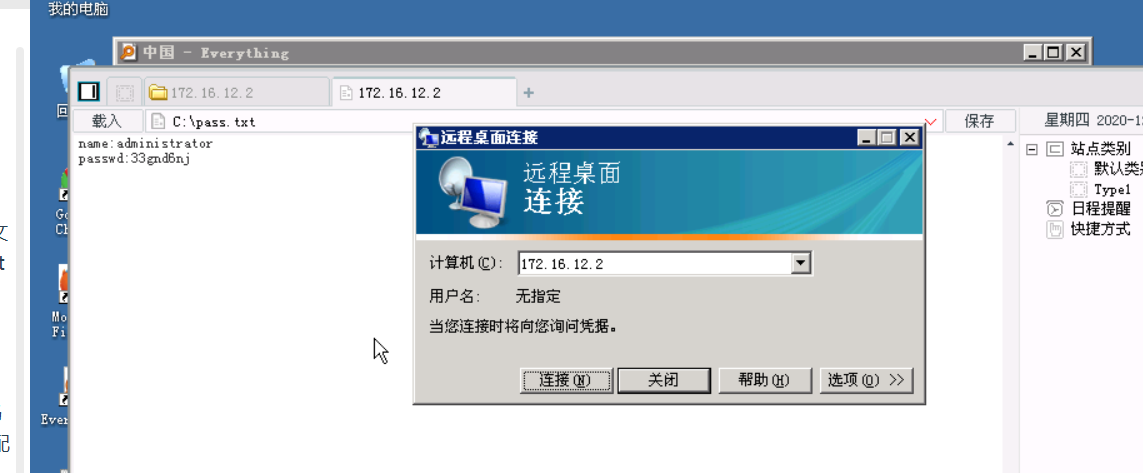 我的电脑
中国 - Everything
172.16.12.2
172.16.12.2
+
载入
C:\pass.txt
保存
name:administrator
passwd:33gnd6nj
远程桌面连接
远程桌面
连接
计算机(C):
172.16.12.2
用户名:
无指定
当您连接时将向您询问凭据。
连接(N)
关闭
帮助(H)
选项(O) >>
星期四 2020-1
站点类别
默认类
Type1
日程提醒
快捷方式
回
Go
Ch
Mo
Fi
Ever
文
t
配